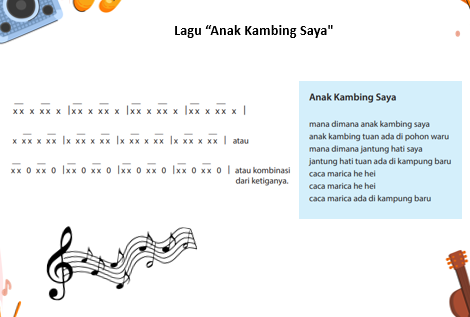 Lagu “Anak Kambing Saya"
xx x xx x |xx x xx x |xx x xx x |xx x xx x |
x xx x xx |x xx x xx |x xx x xx |x xx x xx | atau
xx 0 xx 0 |xx 0 xx 0 |xx 0 xx 0 |xx 0 xx 0 | atau kombinasi
dari ketiganya.
Anak Kambing Saya
mana dimana anak kambing saya
anak kambing tuan ada di pohon waru
mana dimana jantung hati saya
jantung hati tuan ada di kampung baru
caca marica he hei
caca marica he hei
caca marica ada di kampung baru